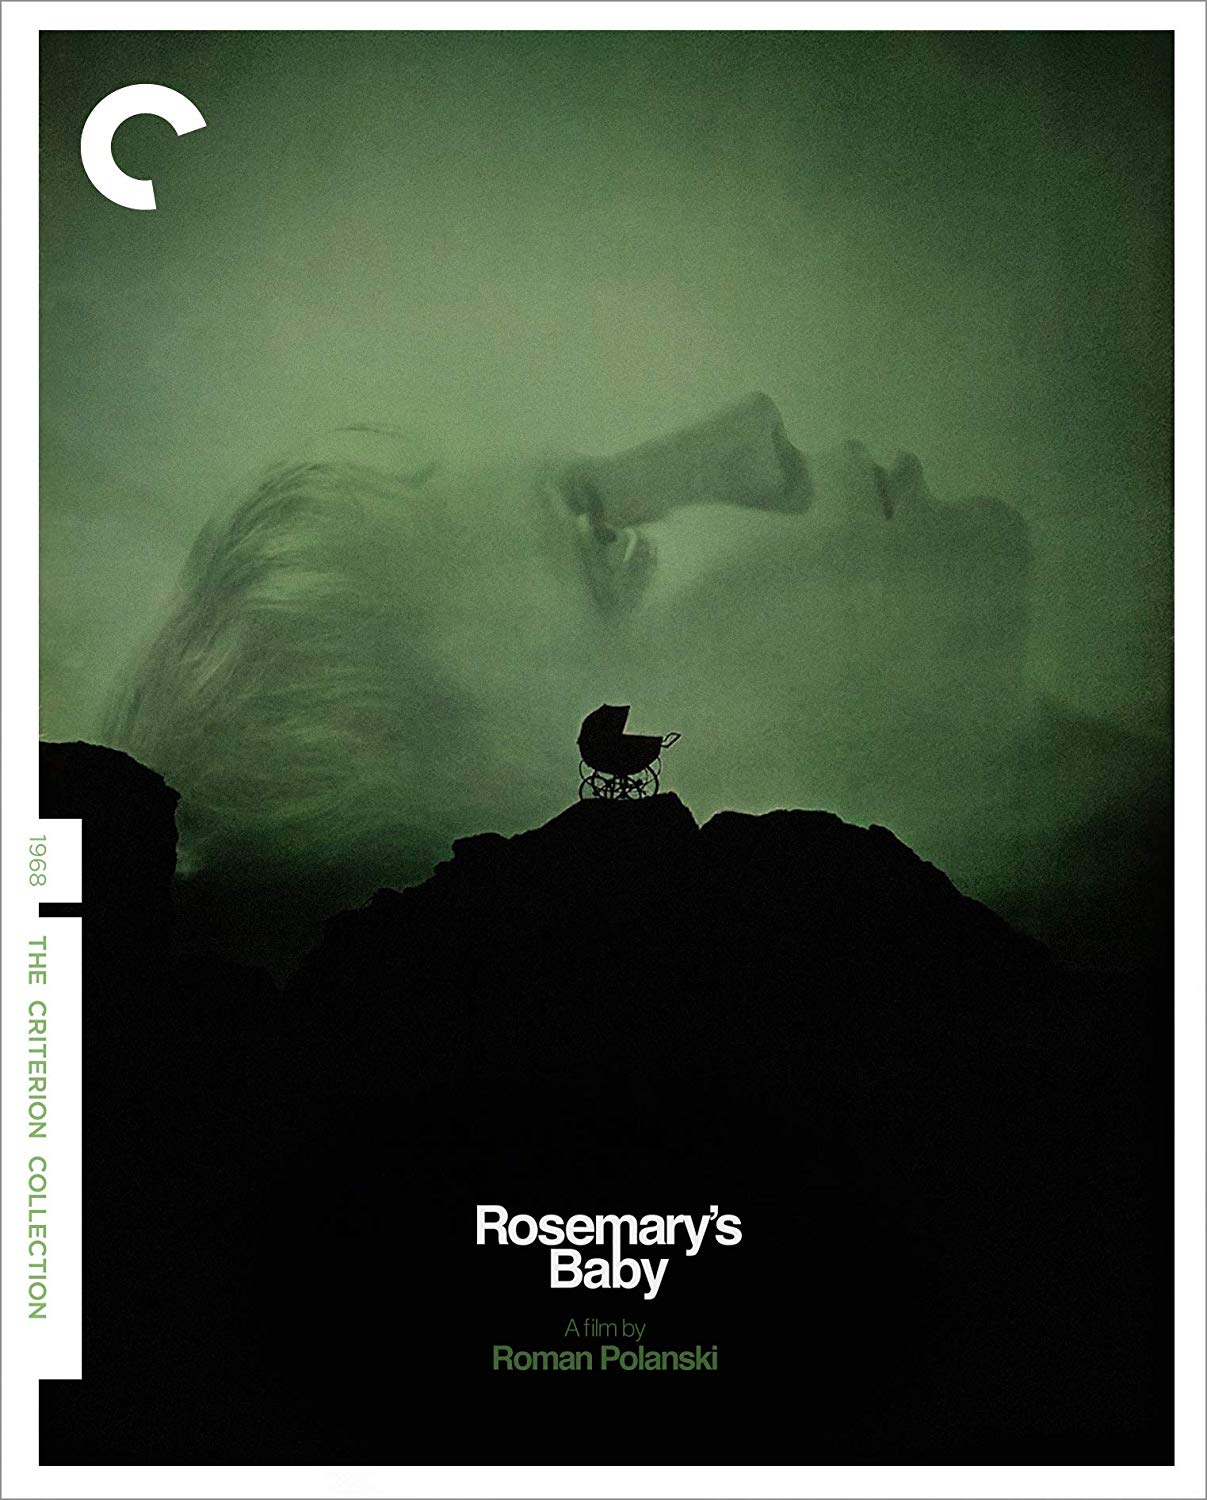 1968
THE CRITERION COLLECTION
Rosemary's
Baby
A film by
Roman Polanski